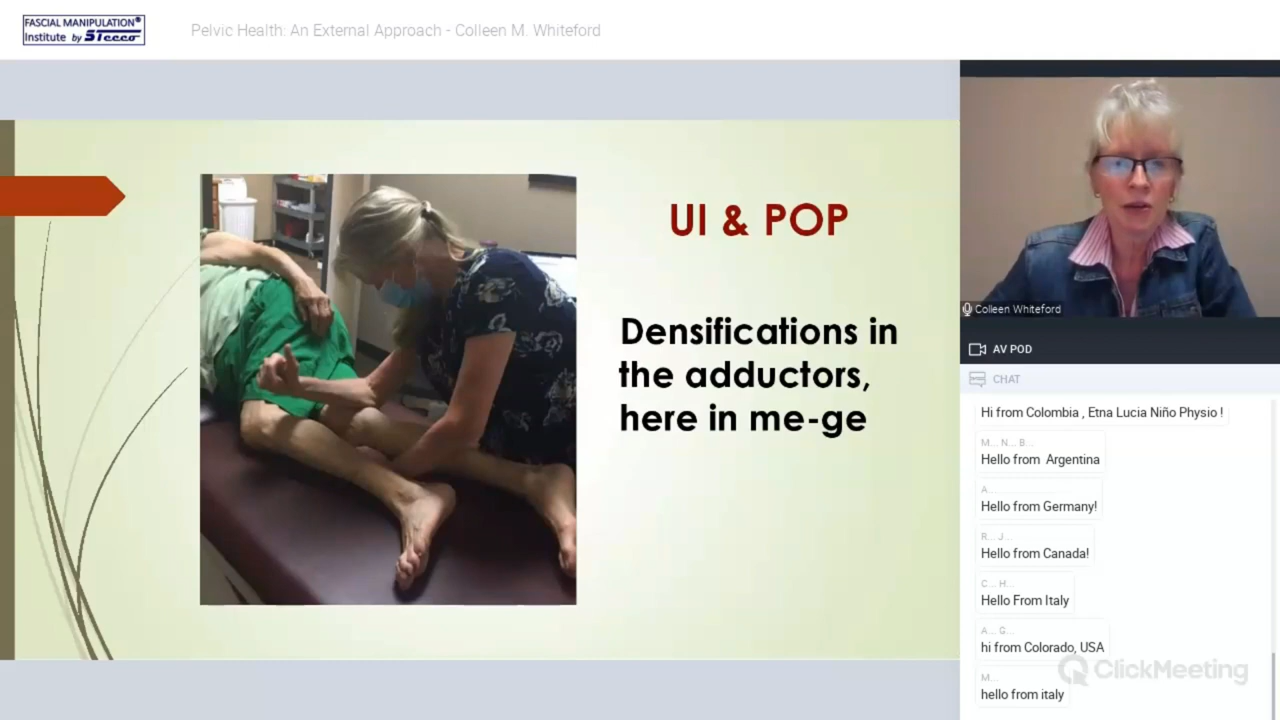 FASCIAL MANIPULATION®
Institute by STecco
Pelvic Health: An External Approach - Colleen M. Whiteford
UI & POP
Densifications in
the adductors,
here in me-ge
Colleen Whiteford
AV POD
CHAT
Hi from Colombia , Etna Lucia Niño Physio !
M... N... B...
Hello from Argentina
A...
Hello from Germany!
R... J...
Hello from Canada!
C... H...
Hello From Italy
A... G...
hi from Colorado, USA
M...
hello from italy
ClickMeeting